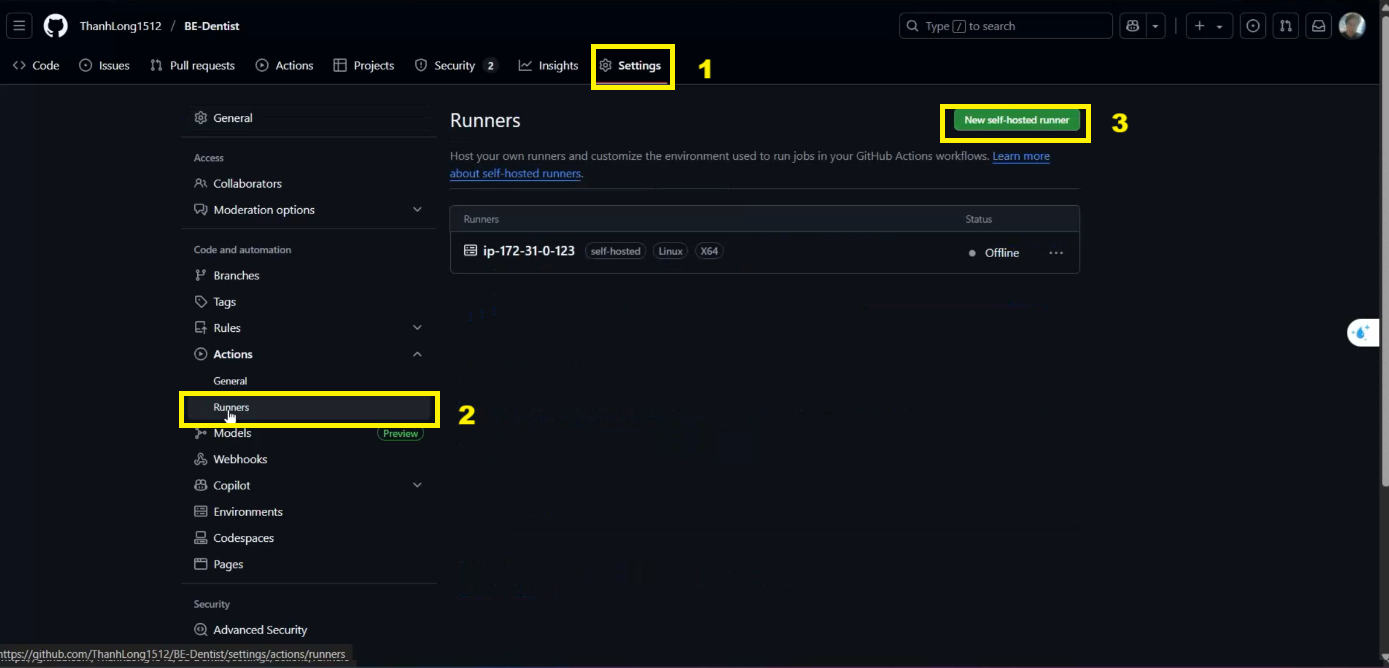 ThanhLong1512 / BE-Dentist
Type / to search
Code
Issues
Pull requests
Actions
Projects
Security 2
Insights
Settings
1
General
Access
Collaborators
Moderation options
Code and automation
Branches
Tags
Rules
Actions
General
Runners
2
Models Preview
Webhooks
Copilot
Environments
Codespaces
Pages
Security
Advanced Security
Runners
New self-hosted runner
3
Host your own runners and customize the environment used to run jobs in your GitHub Actions workflows. Learn more
about self-hosted runners.
Runners Status
ip-172-31-0-123 self-hosted Linux X64 Offline
https://github.com/ThanhLong1512/BE-Dentist/settings/actions/runners